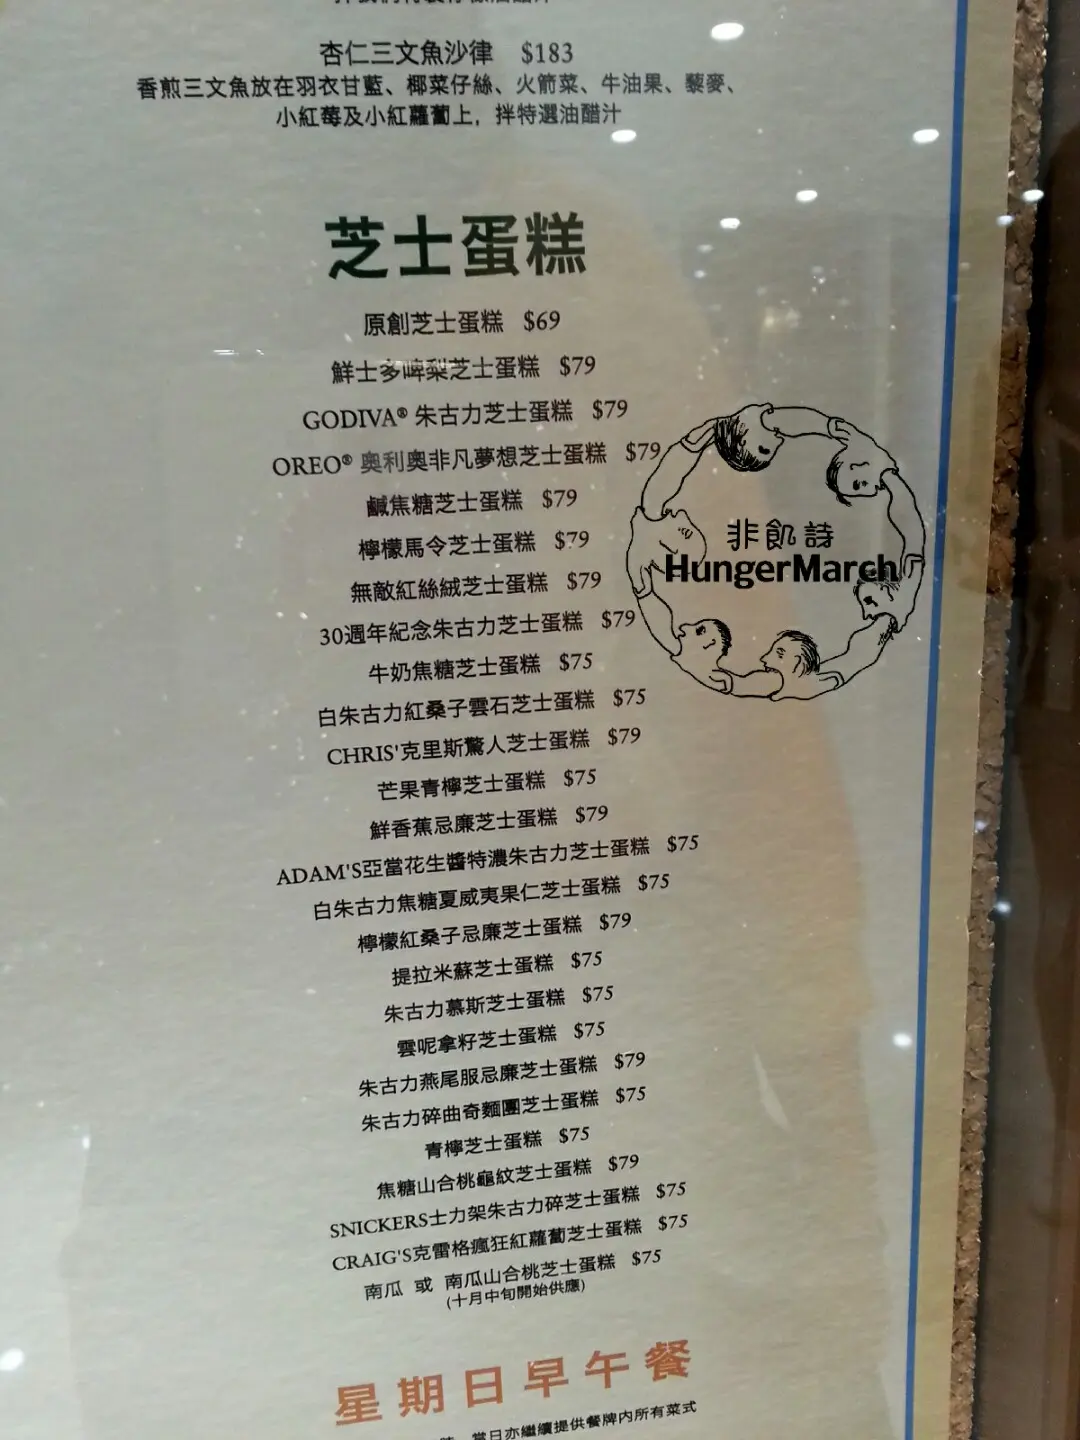 杏仁三文魚沙律 $183
香煎三文魚放在羽衣甘藍、椰菜仔絲、火箭菜、牛油果、藜麥、
小紅莓及小紅蘿蔔上，拌特選油醋汁
芝士蛋糕
原創芝士蛋糕 $69
鮮士多啤梨芝士蛋糕 $79
GODIVA® 朱古力芝士蛋糕 $79
OREO® 奧利奧非凡夢想芝士蛋糕 $79
鹹焦糖芝士蛋糕 $79
檸檬馬令芝士蛋糕 $79
無敵紅絲絨芝士蛋糕 $79
30週年紀念朱古力芝士蛋糕 $79
牛奶焦糖芝士蛋糕 $75
白朱古力紅桑子雲石芝士蛋糕 $75
CHRIS'克里斯驚人芝士蛋糕 $79
芒果青檸芝士蛋糕 $75
鮮香蕉忌廉芝士蛋糕 $79
ADAM'S亞當花生醬特濃朱古力芝士蛋糕 $75
白朱古力焦糖夏威夷果仁芝士蛋糕 $75
檸檬紅桑子忌廉芝士蛋糕 $79
提拉米蘇芝士蛋糕 $75
朱古力慕斯芝士蛋糕 $75
雲呢拿籽芝士蛋糕 $75
朱古力燕尾服忌廉芝士蛋糕 $79
朱古力碎曲奇麵團芝士蛋糕 $75
青檸芝士蛋糕 $75
焦糖山合桃龜紋芝士蛋糕 $79
SNICKERS士力架朱古力碎芝士蛋糕 $75
CRAIG'S克雷格瘋狂紅蘿蔔芝士蛋糕 $75
南瓜 或 南瓜山合桃芝士蛋糕 $75
(十月中旬開始供應)
星期日早午餐
當日亦繼續提供餐牌內所有菜式
非飢詩
HungerMarch